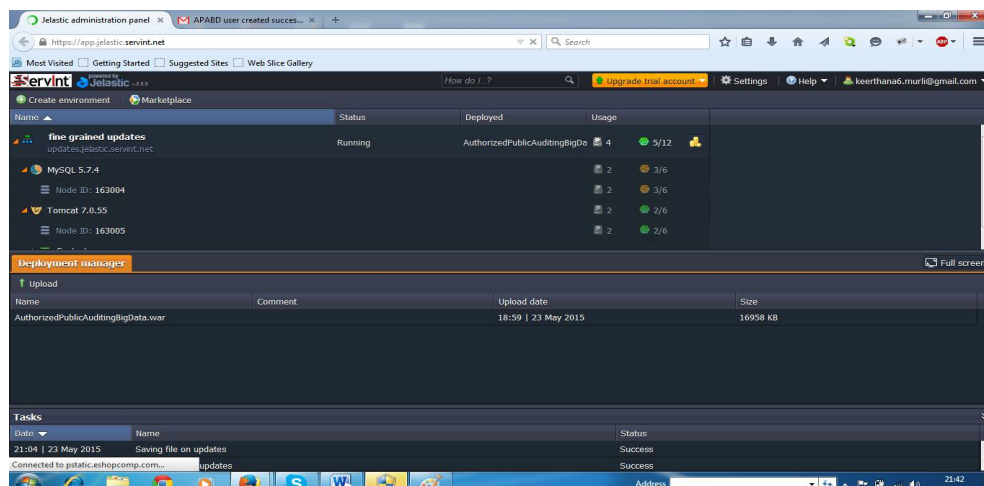 Jelastic administration panel × APABD user created succes... × +
https://app.jelastic.servint.net Search
Most Visited Getting Started Suggested Sites Web Slice Gallery
ServInt powered by Jelastic How do I..? Upgrade trial account Settings Help keerthana6.murli@gmail.com
Create environment Marketplace
Name Status Deployed Usage
fine grained updates
updates.jelastic.servint.net
Running AuthorizedPublicAuditingBigDa 4 5/12
MySQL 5.7.4 2 3/6
Node ID: 163004 2 3/6
Tomcat 7.0.55 2 2/6
Node ID: 163005 2 2/6
Deployment manager Full screen
Upload
Name Comment Upload date Size
AuthorizedPublicAuditingBigData.war 18:59 | 23 May 2015 16958 KB
Tasks
Date Name Status
21:04 | 23 May 2015 Saving file on updates Success
Connected to pstatic.eshopcomp.com... updates Success
Address 21:42